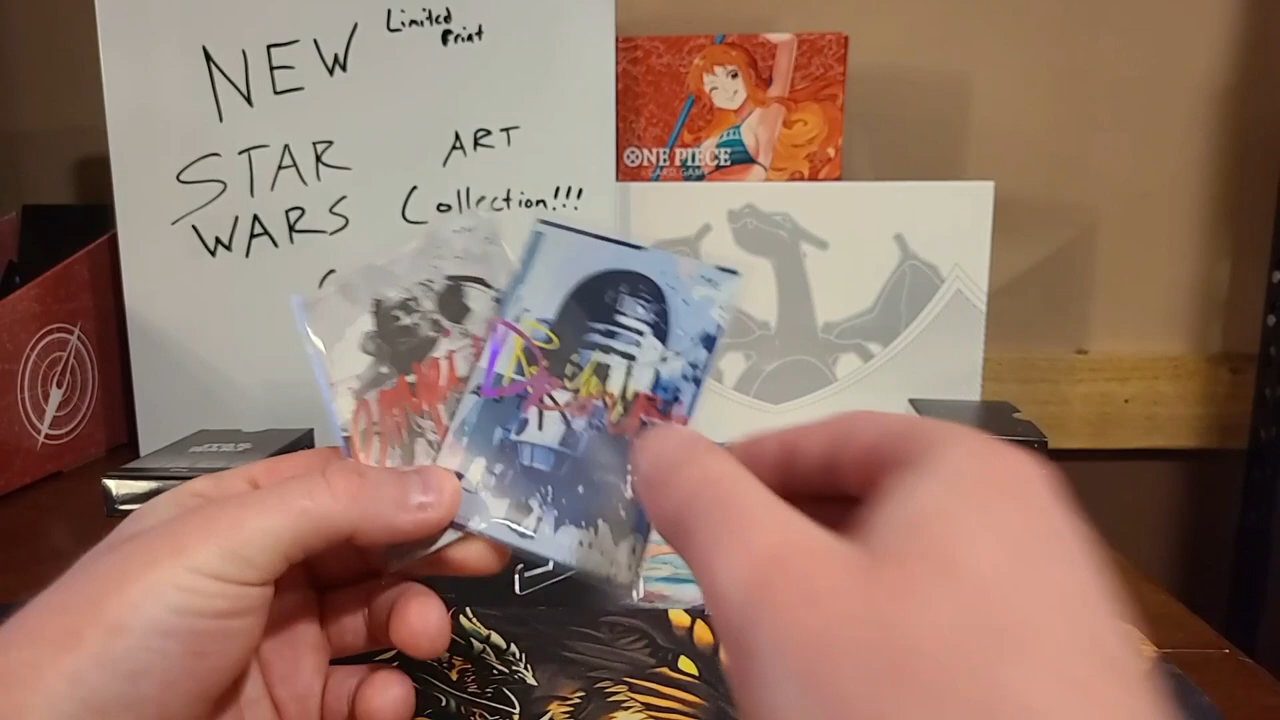 NEW
Limited
Print
STAR
ART
WARS
Collection!!!
ONE PIECE
CARD GAME